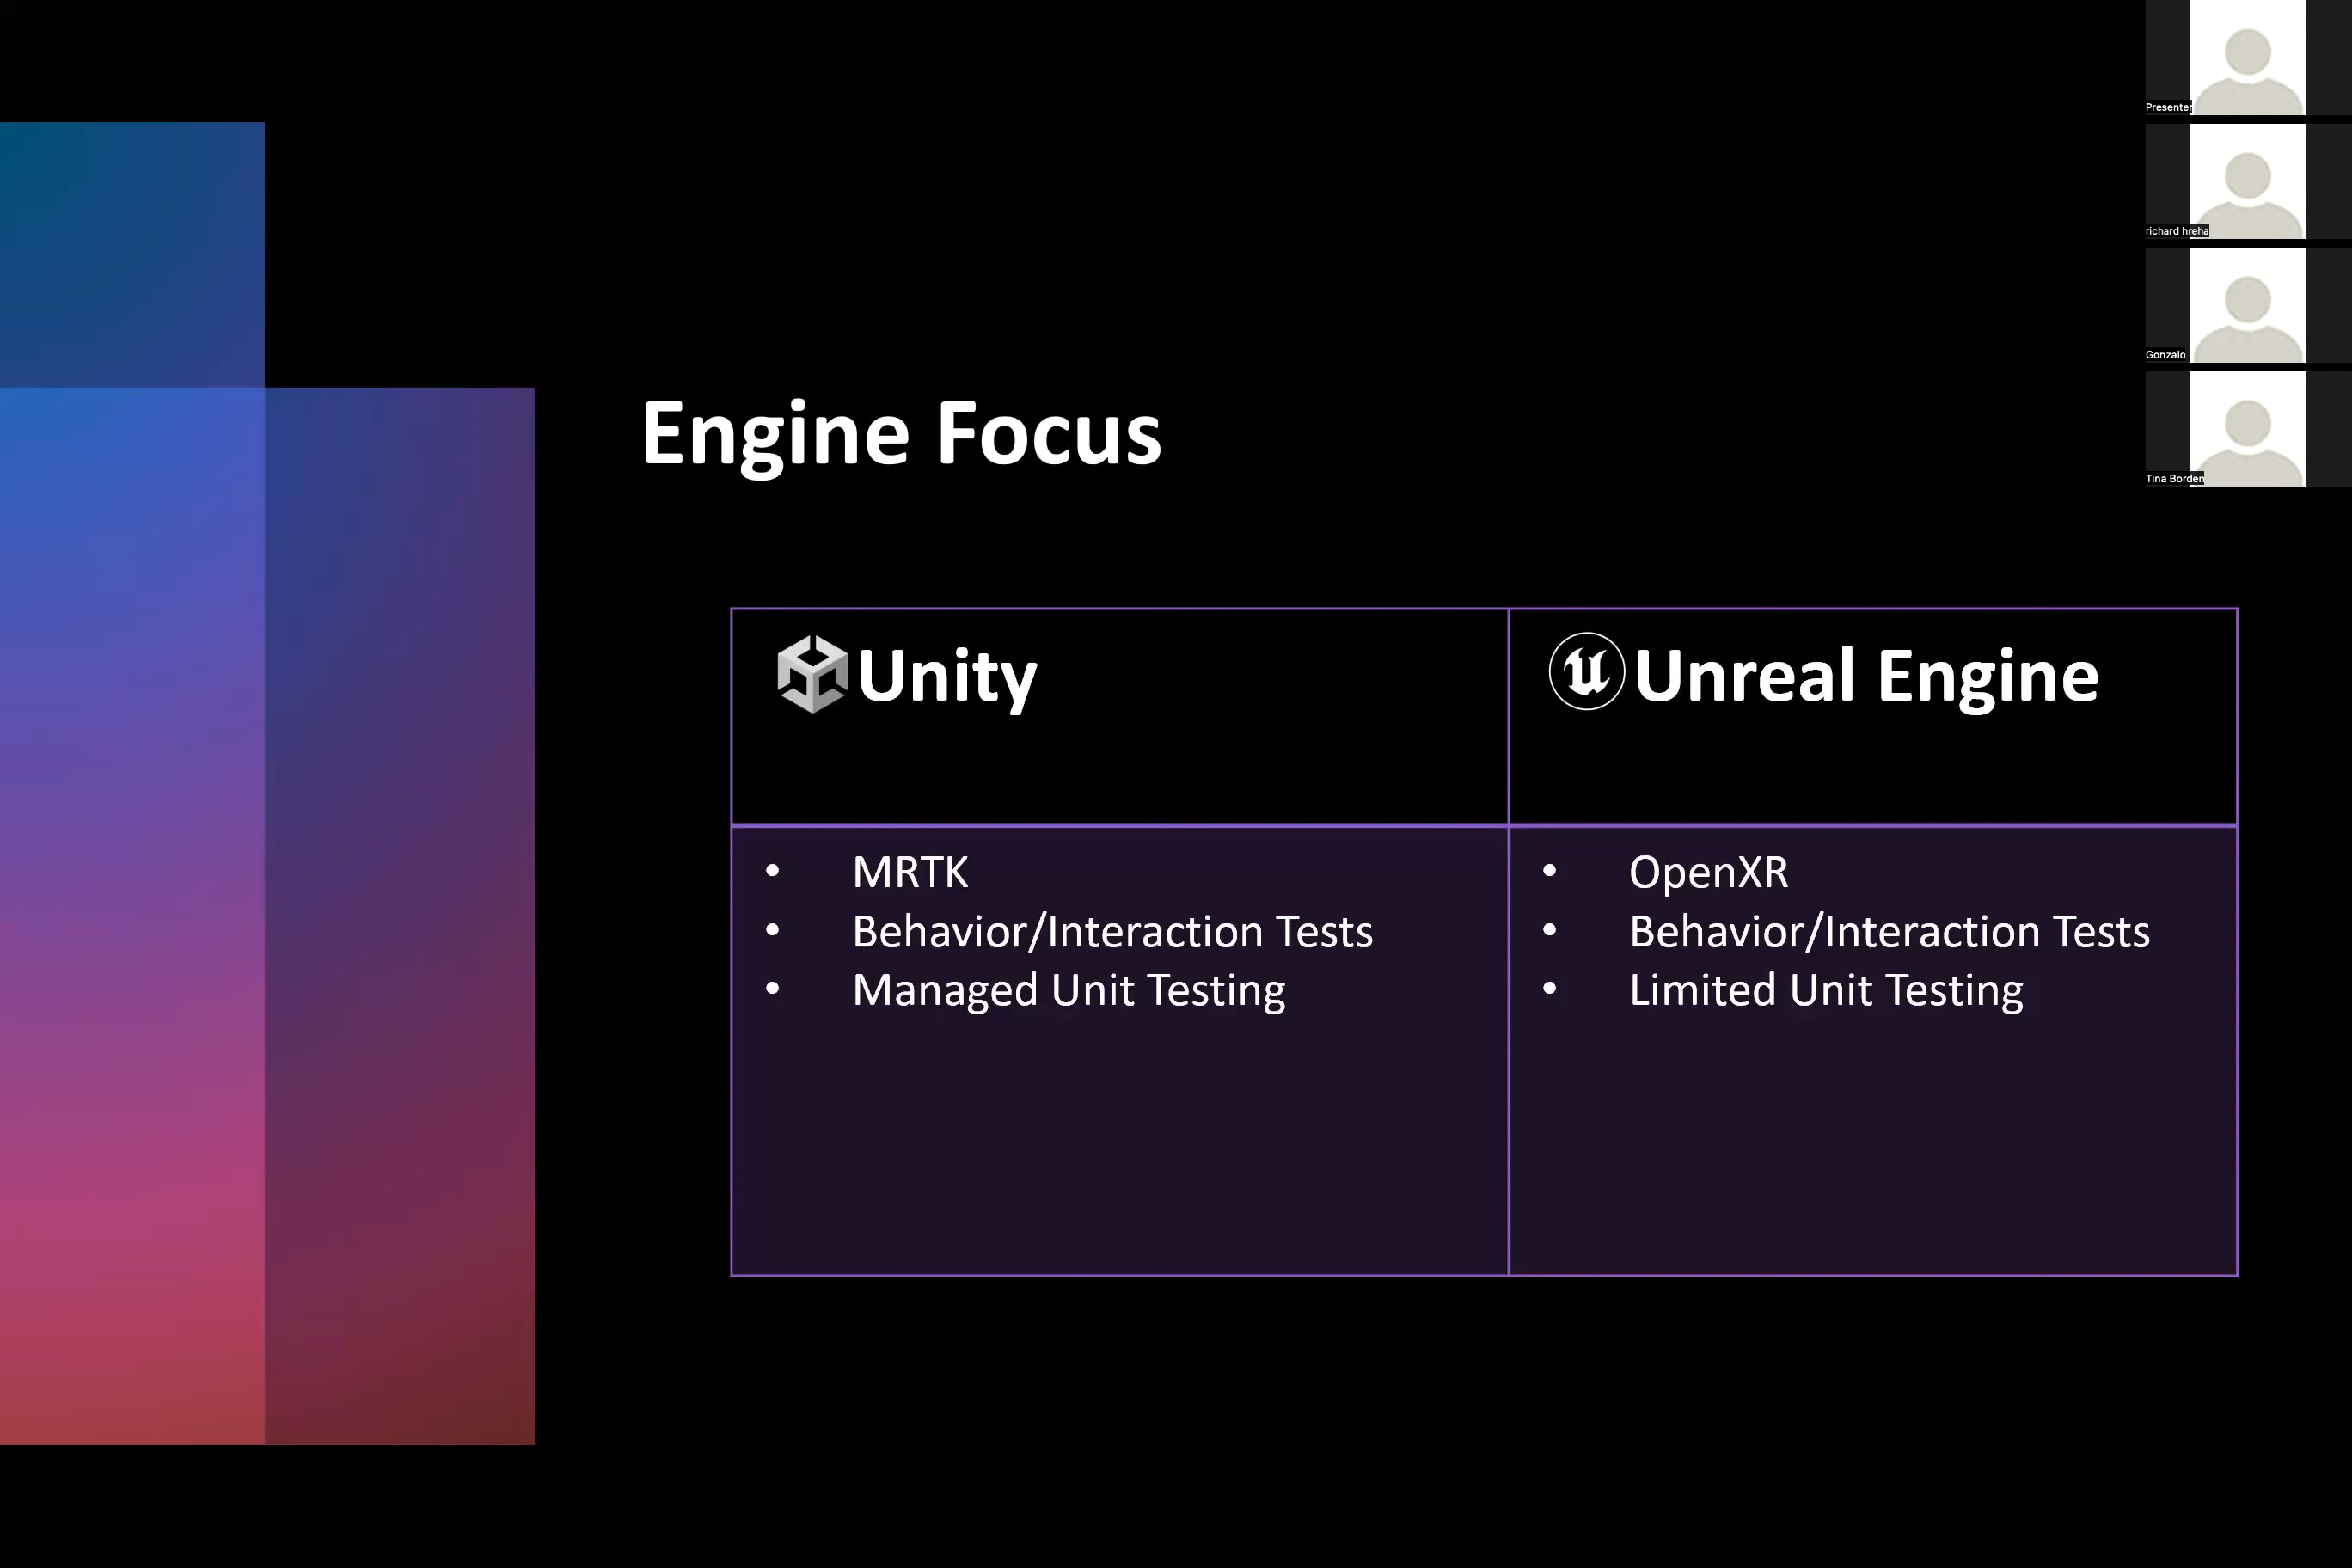 Presenter
richard hreha
Gonzalo
Tina Borden
Engine Focus
Unity
Unreal Engine
• MRTK
• Behavior/Interaction Tests
• Managed Unit Testing
• OpenXR
• Behavior/Interaction Tests
• Limited Unit Testing